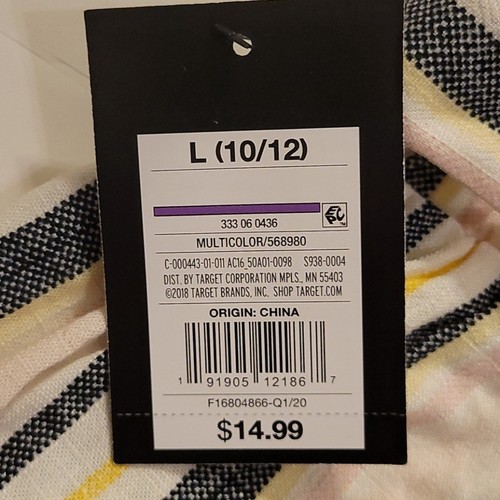 L (10/12)
333 06 0436
MULTICOLOR/568980
C-000443-01-011 AC16 50A01-0098 S938-0004
DIST. BY TARGET CORPORATION MPLS., MN 55403
©2018 TARGET BRANDS, INC. SHOP TARGET.COM
ORIGIN: CHINA
1 91905 12186 7
F16804866-Q1/20
$14.99